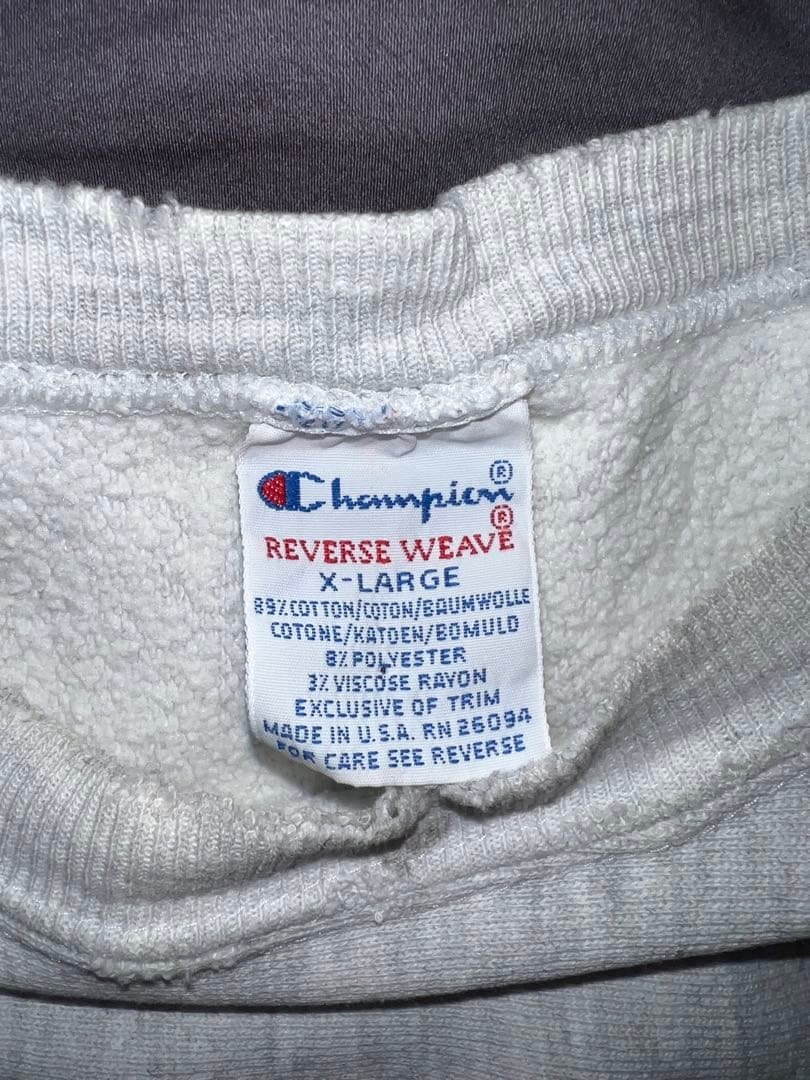 Champion®
REVERSE WEAVE®
X-LARGE
89% COTTON/COTON/BAUMWOLLE
COTONE/KATOEN/BOMULD
8% POLYESTER
3% VISCOSE RAYON
EXCLUSIVE OF TRIM
MADE IN U.S.A. RN 26094
FOR CARE SEE REVERSE